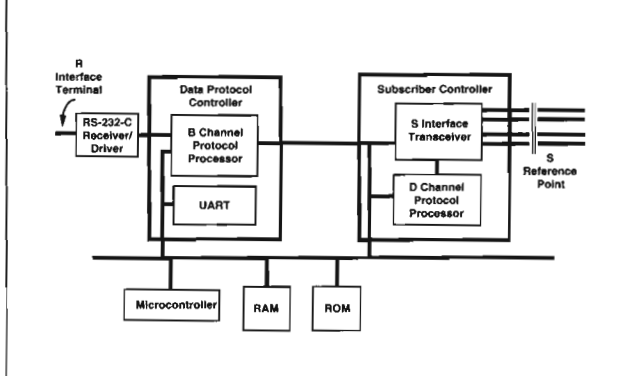 R
Interface
Terminal
RS-232-C
Receiver/
Driver
Data Protocol
Controller
B Channel
Protocol
Processor
UART
Subscriber Controller
S Interface
Transceiver
D Channel
Protocol
Processor
S
Reference
Point
Microcontroller
RAM
ROM